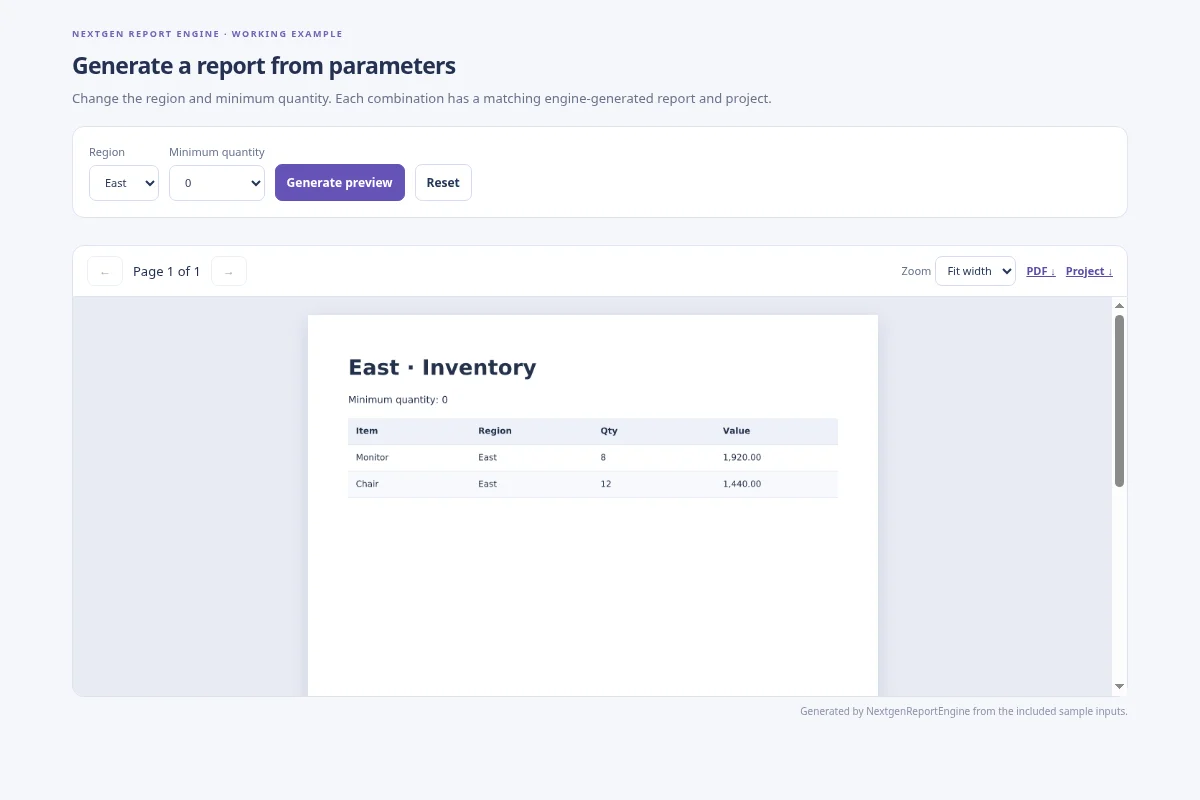 NEXTGEN REPORT ENGINE · WORKING EXAMPLE
Generate a report from parameters
Change the region and minimum quantity. Each combination has a matching engine-generated report and project.
Region Minimum quantity
East 0 Generate preview Reset
← Page 1 of 1 → Zoom Fit width PDF ↓ Project ↓
East · Inventory
Minimum quantity: 0
Item Region Qty Value
Monitor East 8 1,920.00
Chair East 12 1,440.00
Generated by NextgenReportEngine from the included sample inputs.